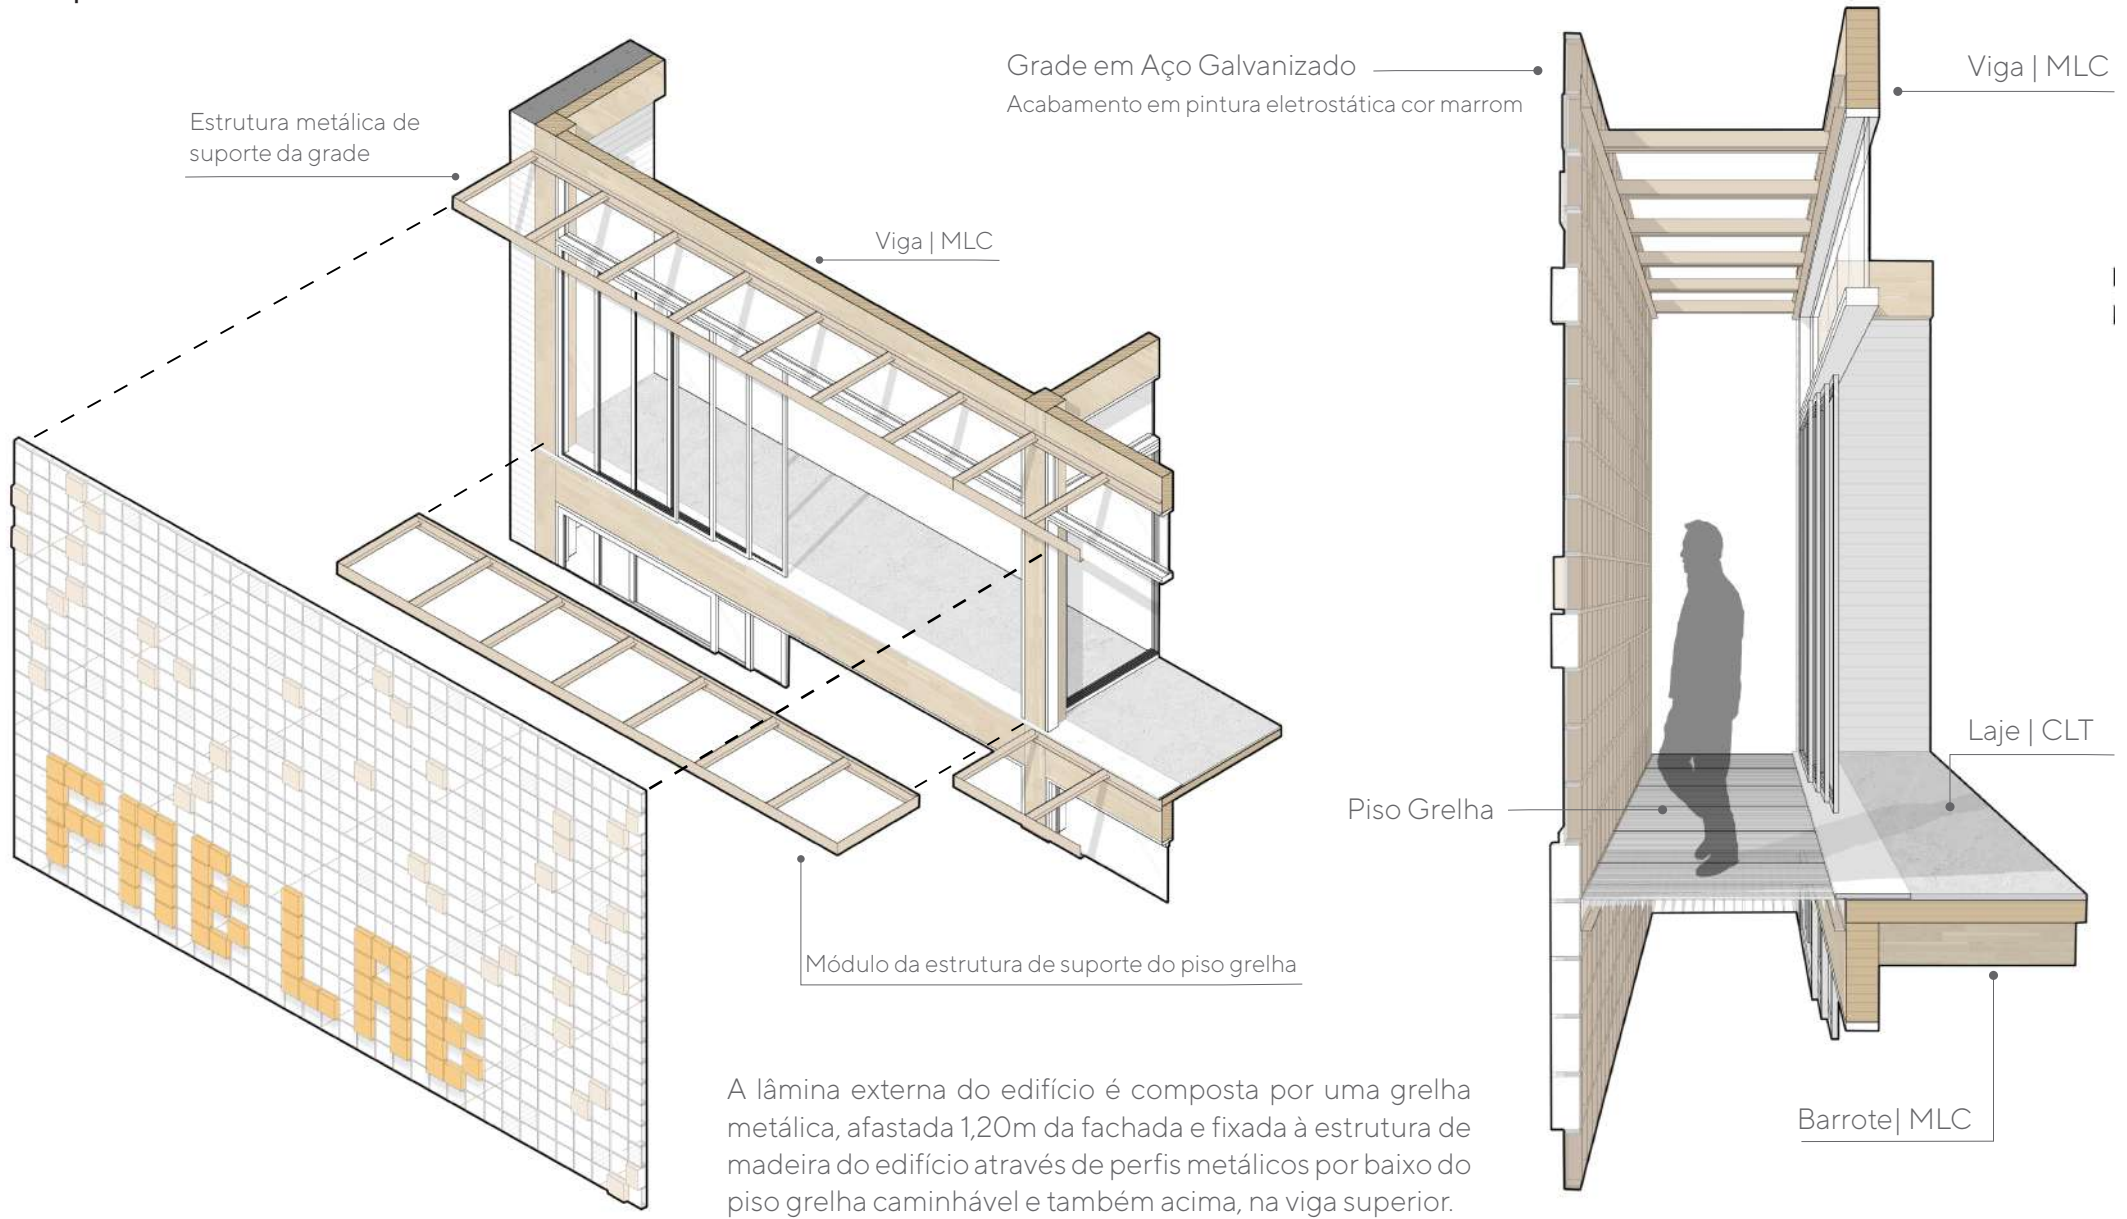 Estrutura metálica de
suporte da grade
Viga | MLC
Grade em Aço Galvanizado
Acabamento em pintura eletrostática cor marrom
Viga | MLC
FAB LAB
Módulo da estrutura de suporte do piso grelha
Piso Grelha
Laje | CLT
Barrote| MLC
A lâmina externa do edifício é composta por uma grelha
metálica, afastada 1,20m da fachada e fixada à estrutura de
madeira do edifício através de perfis metálicos por baixo do
piso grelha caminhável e também acima, na viga superior.